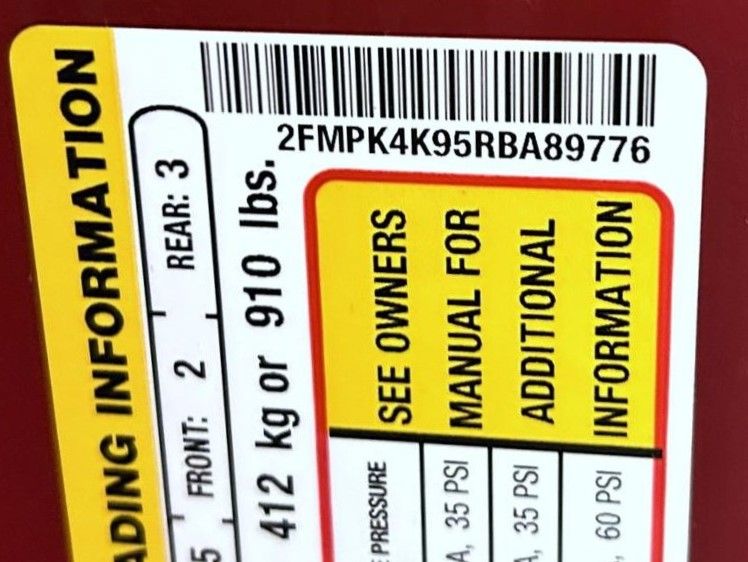 2FMPK4K95RBA89776
INFORMATION
FRONT: 2 REAR: 3
412 kg or 910 lbs.
PRESSURE
SEE OWNERS
35 PSI
MANUAL FOR
35 PSI
ADDITIONAL
60 PSI
INFORMATION